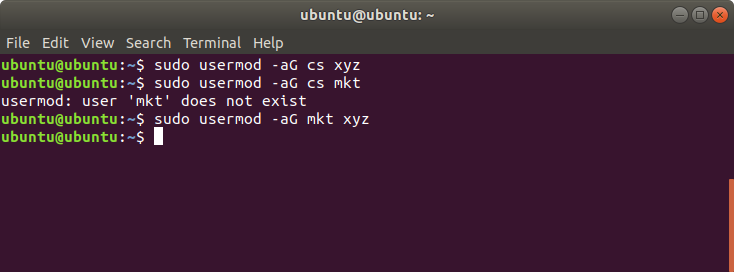 ubuntu@ubuntu: ~
File Edit View Search Terminal Help
ubuntu@ubuntu:~$ sudo usermod -aG cs xyz
ubuntu@ubuntu:~$ sudo usermod -aG cs mkt
usermod: user 'mkt' does not exist
ubuntu@ubuntu:~$ sudo usermod -aG mkt xyz
ubuntu@ubuntu:~$